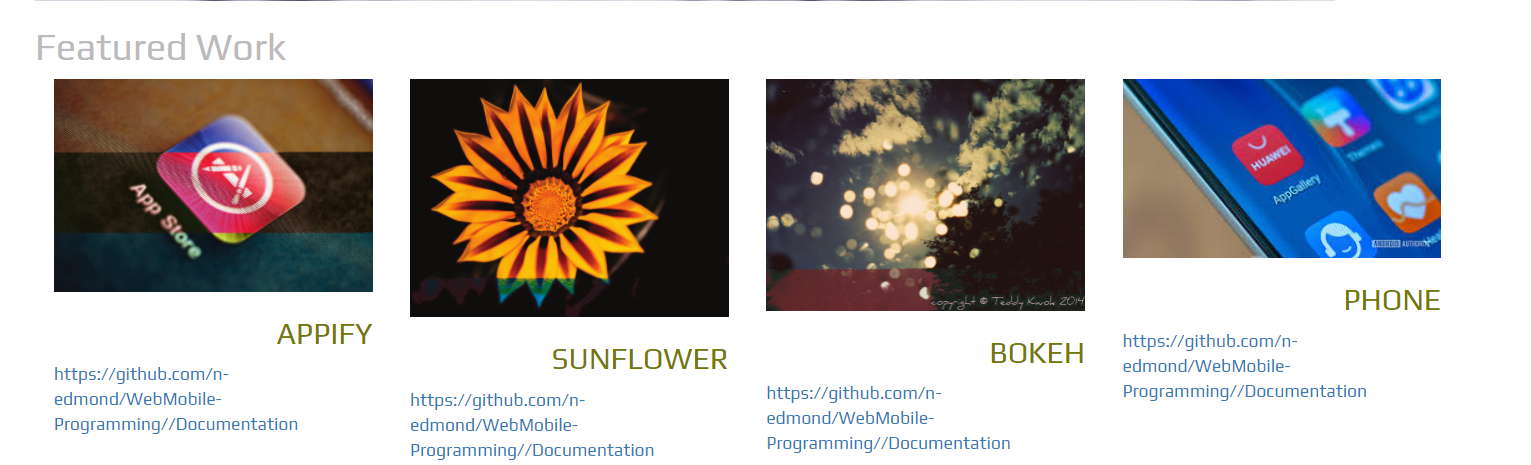 Featured Work
App Store
HUAWEI
AppGallery
Themes
ANDROID AUTHORITY
copyright © Teddy Kwok 2014
APPIFY
https://github.com/n-
edmond/WebMobile-
Programming//Documentation
SUNFLOWER
https://github.com/n-
edmond/WebMobile-
Programming//Documentation
BOKEH
https://github.com/n-
edmond/WebMobile-
Programming//Documentation
PHONE
https://github.com/n-
edmond/WebMobile-
Programming//Documentation